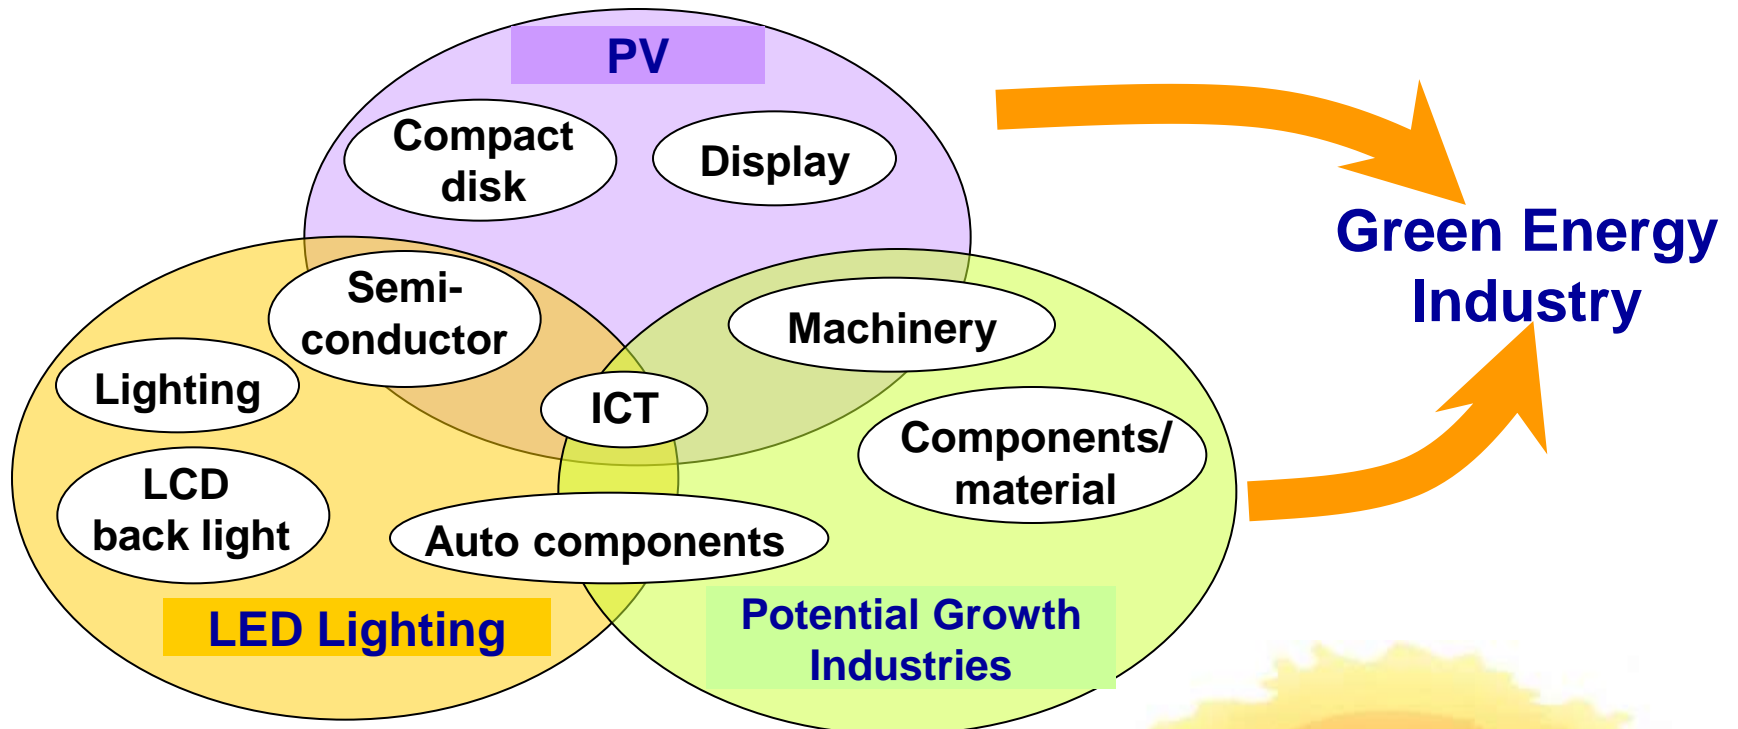 PV
Compact
disk
Display
Green Energy
Industry
Semi-
conductor
Machinery
Lighting
ICT
Components/
material
LCD
back light
Auto components
LED Lighting
Potential Growth
Industries